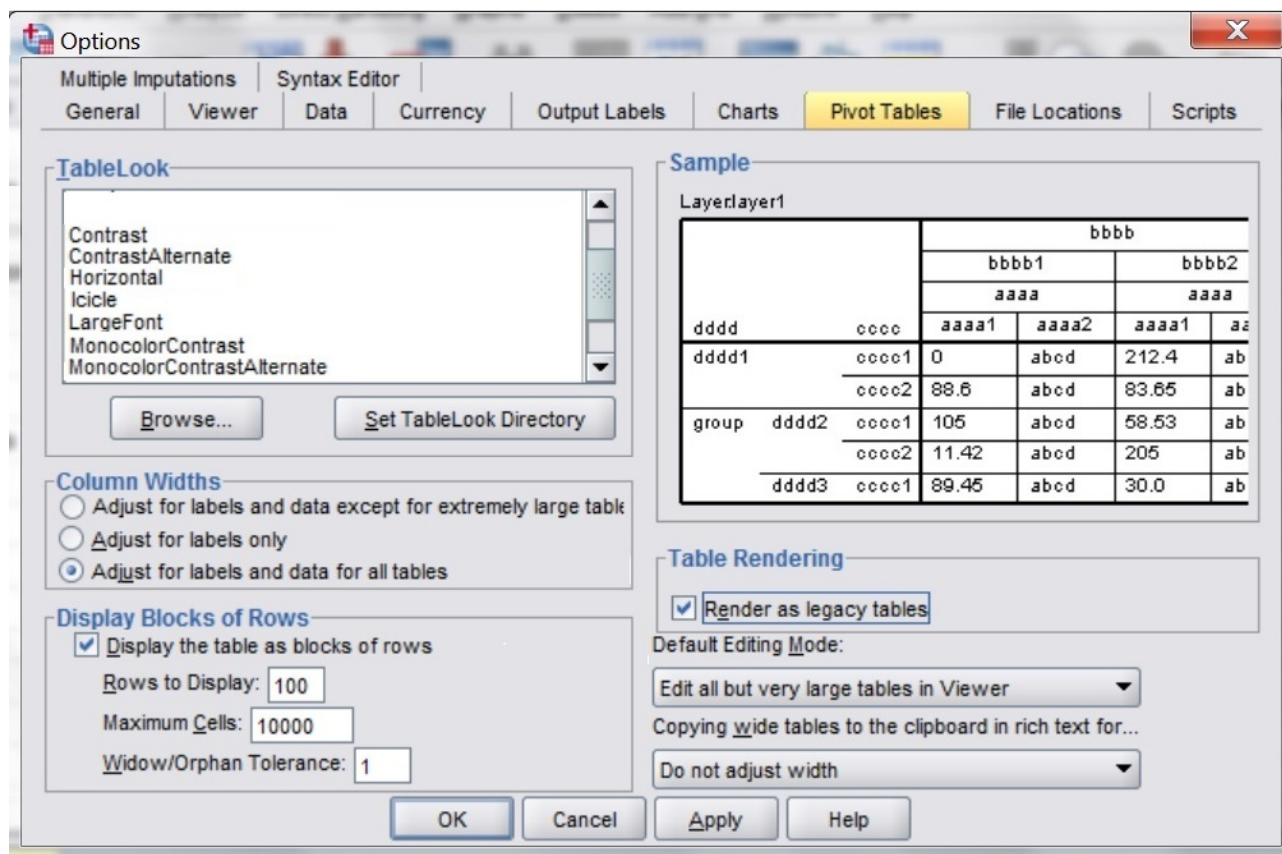 Options
Multiple Imputations Syntax Editor
General Viewer Data Currency Output Labels Charts Pivot Tables File Locations Scripts
TableLook
Contrast
ContrastAlternate
Horizontal
Icicle
LargeFont
MonocolorContrast
MonocolorContrastAlternate
Browse... Set TableLook Directory
Column Widths
Adjust for labels and data except for extremely large table
Adjust for labels only
Adjust for labels and data for all tables
Display Blocks of Rows
Display the table as blocks of rows
Rows to Display: 100
Maximum Cells: 10000
Widow/Orphan Tolerance: 1
Sample
Layer:layer1
bbbb
bbbb1 bbbb2
aaaa aaaa
dddd cccc aaaa1 aaaa2 aaaa1 aa
dddd1 cccc1 0 abcd 212.4 ab
cccc2 88.6 abcd 83.65 ab
group dddd2 cccc1 105 abcd 58.53 ab
cccc2 11.42 abcd 205 ab
dddd3 cccc1 89.45 abcd 30.0 ab
Table Rendering
Render as legacy tables
Default Editing Mode:
Edit all but very large tables in Viewer
Copying wide tables to the clipboard in rich text for...
Do not adjust width
OK Cancel Apply Help